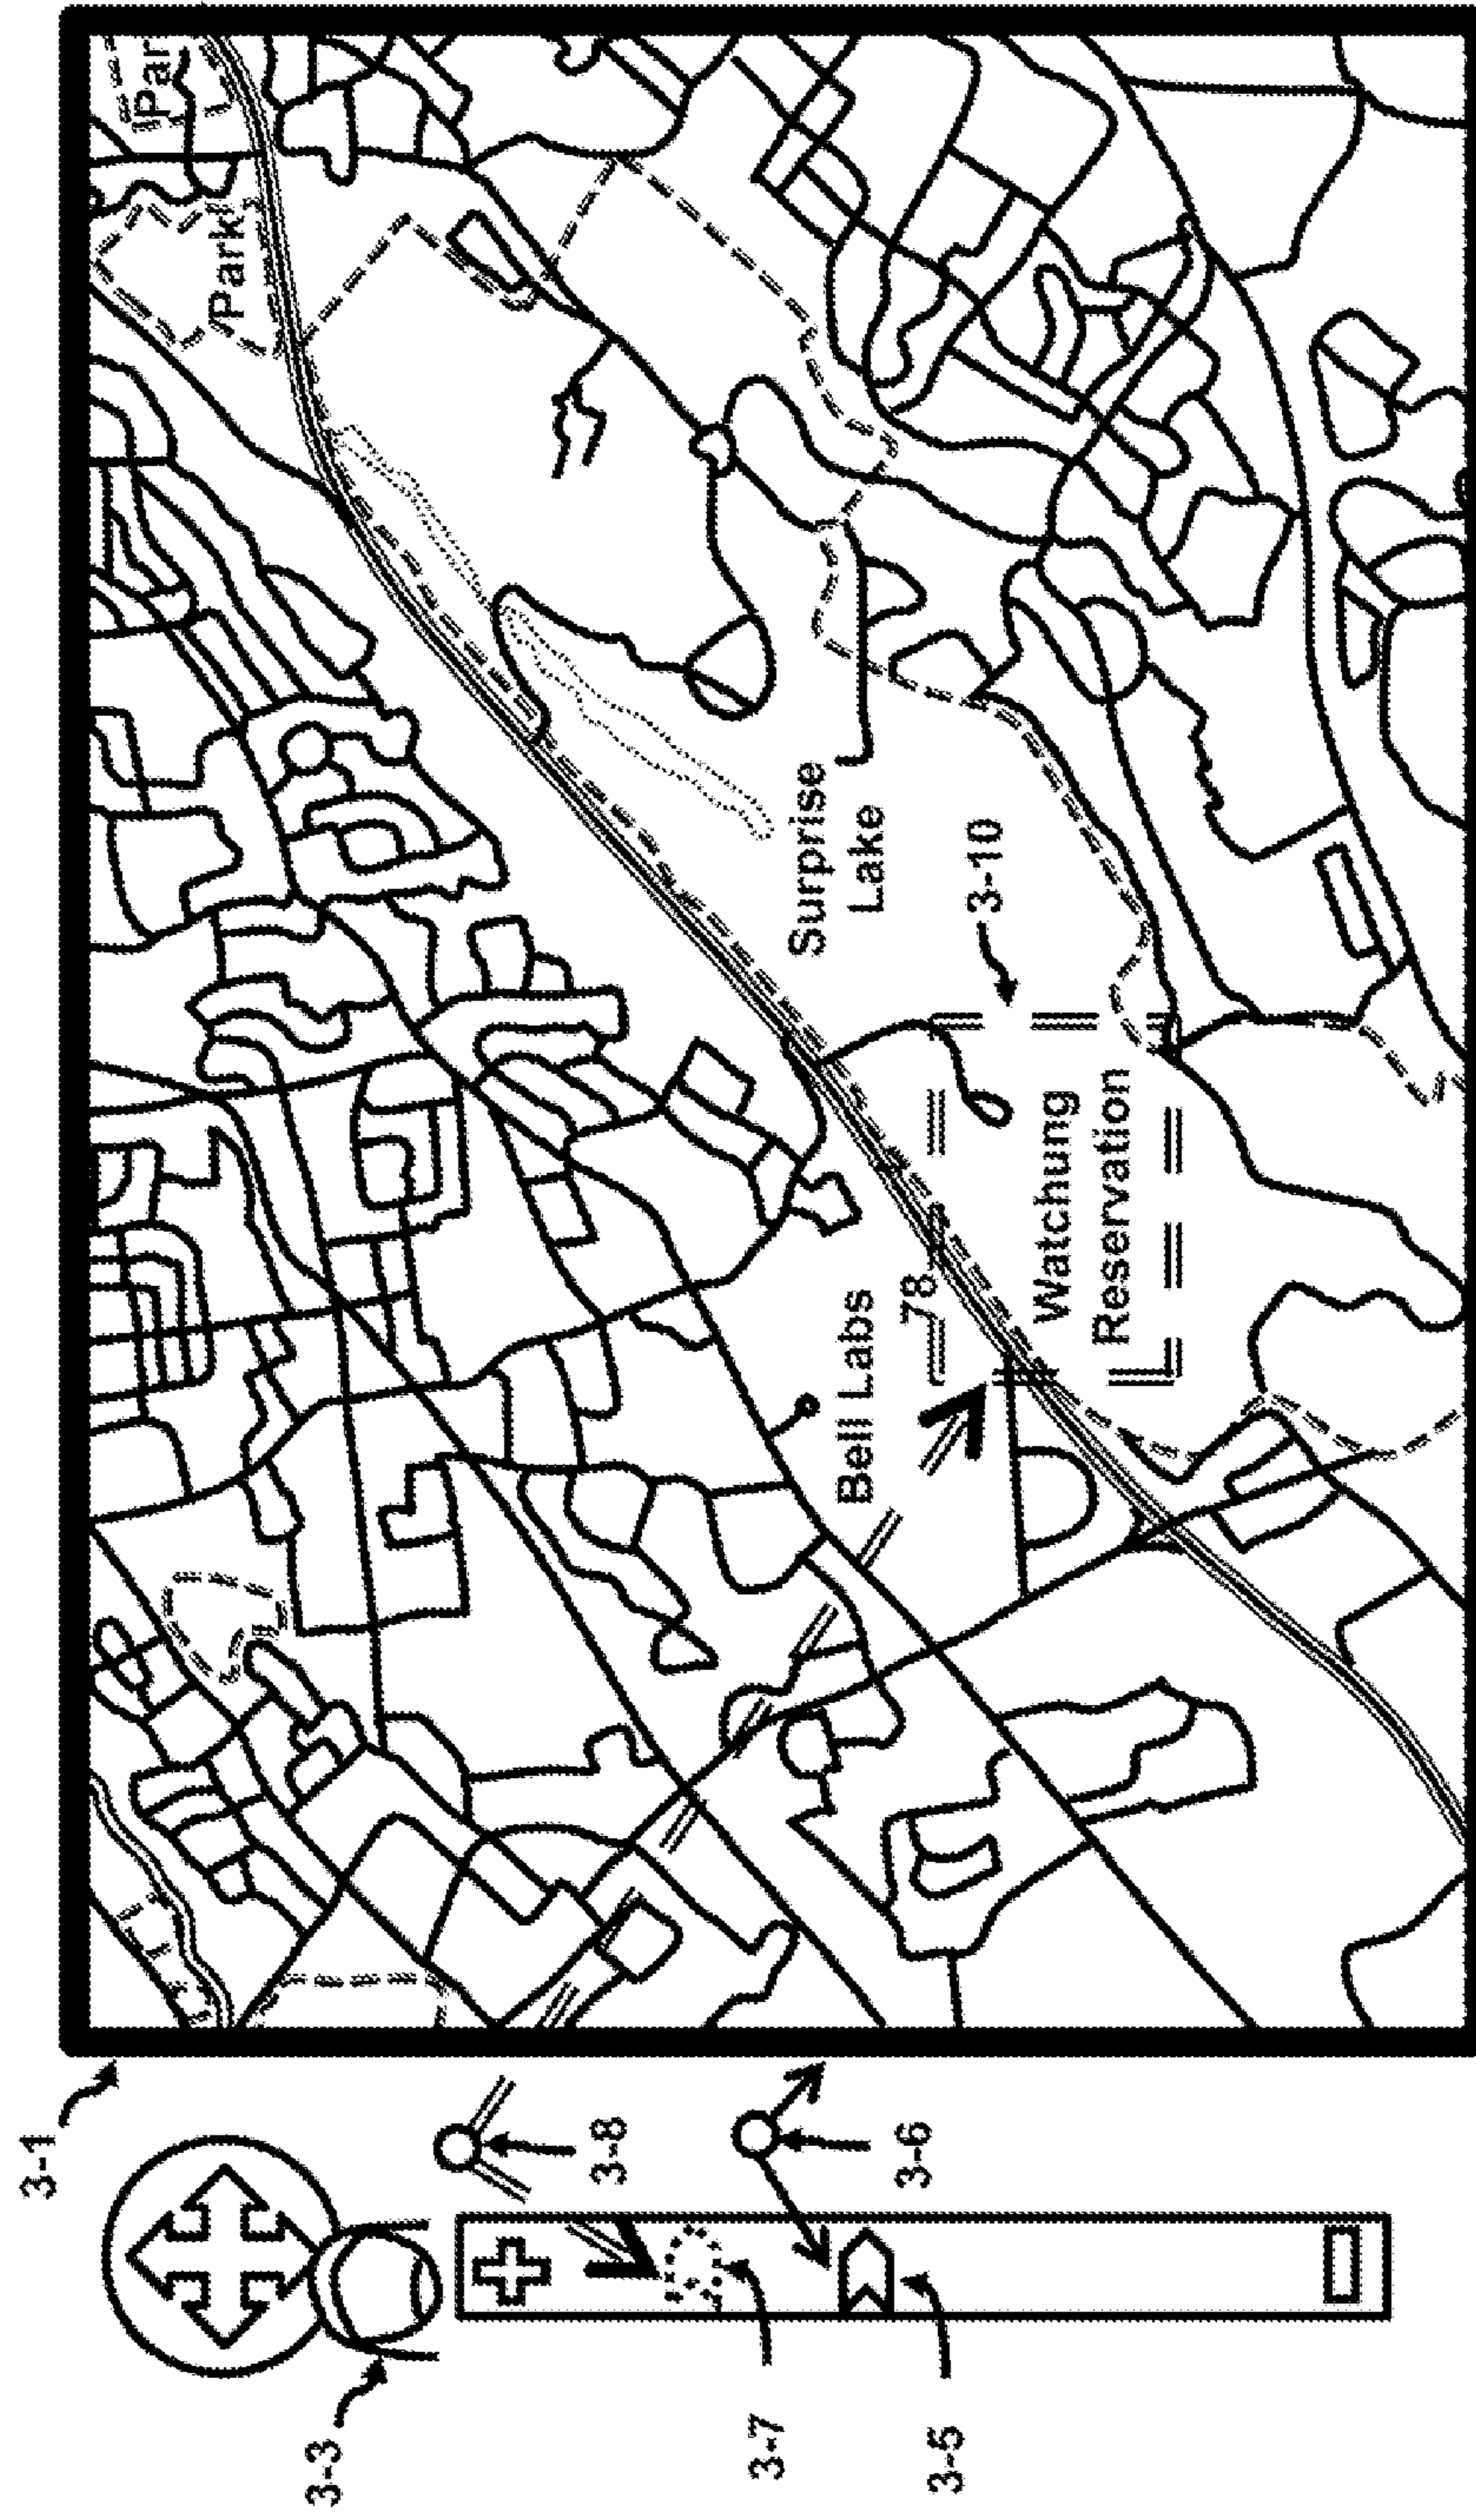 3-1
3-3
3-8
3-7
3-6
3-5
Park
Par
Bell Labs
78
Surprise
Lake
3-10
Watchung
Reservation